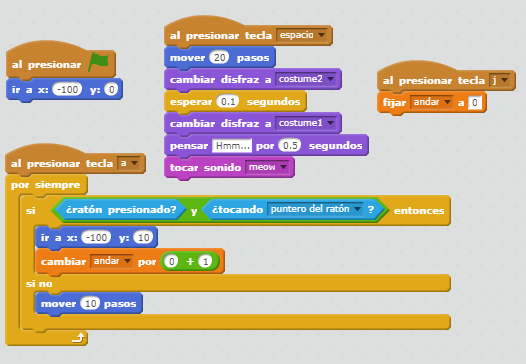 al presionar
ir a x: -100 y: 0
al presionar tecla espacio
mover 20 pasos
cambiar disfraz a costume2
esperar 0.1 segundos
cambiar disfraz a costume1
pensar Hmm... por 0.5 segundos
tocar sonido meow
al presionar tecla j
fijar andar a 0
al presionar tecla a
por siempre
si ¿ratón presionado? y ¿tocando puntero del ratón ? entonces
ir a x: -100 y: 10
cambiar andar por 0 + 1
si no
mover 10 pasos